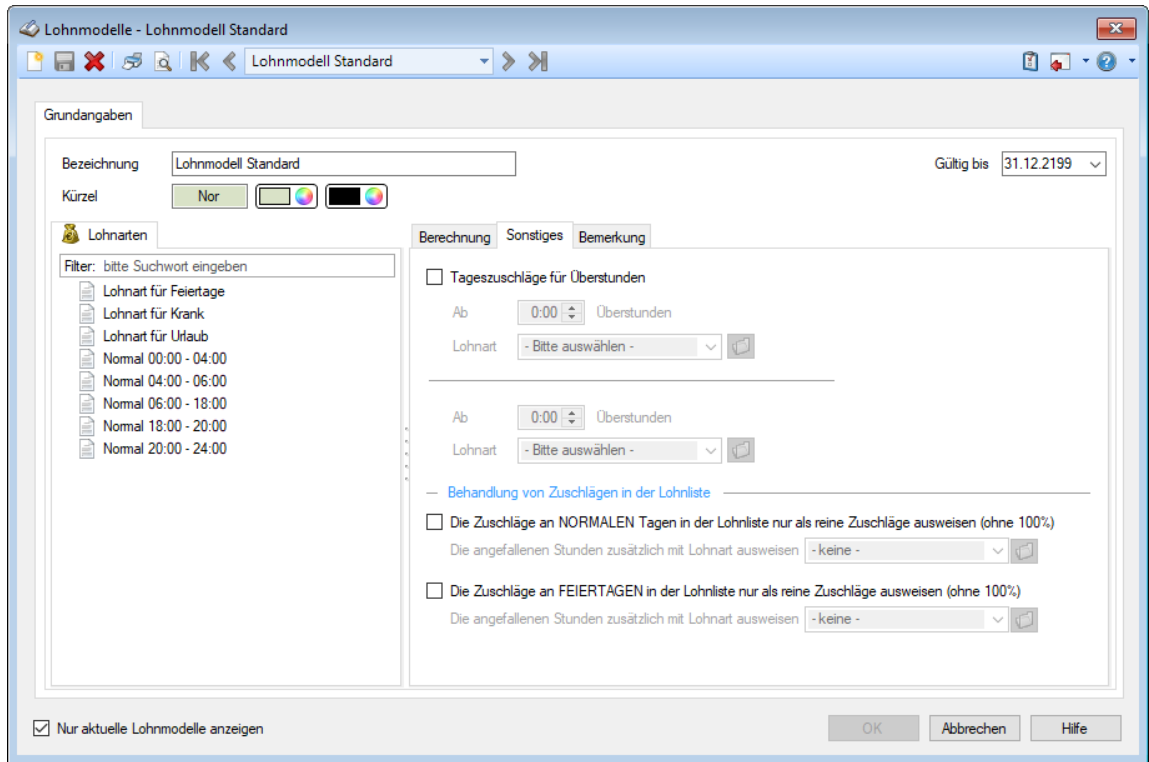 Lohnmodelle - Lohnmodell Standard
Lohnmodell Standard
Grundangaben
Bezeichnung Lohnmodell Standard Gültig bis 31.12.2199
Kürzel Nor
Lohnarten
Filter: bitte Suchwort eingeben
Lohnart für Feiertage
Lohnart für Krank
Lohnart für Urlaub
Normal 00:00 - 04:00
Normal 04:00 - 06:00
Normal 06:00 - 18:00
Normal 18:00 - 20:00
Normal 20:00 - 24:00
Berechnung Sonstiges Bemerkung
Tageszuschläge für Überstunden
Ab 0:00 Überstunden
Lohnart - Bitte auswählen -
Ab 0:00 Überstunden
Lohnart - Bitte auswählen -
Behandlung von Zuschlägen in der Lohnliste
Die Zuschläge an NORMALEN Tagen in der Lohnliste nur als reine Zuschläge ausweisen (ohne 100%)
Die angefallenen Stunden zusätzlich mit Lohnart ausweisen - keine -
Die Zuschläge an FEIERTAGEN in der Lohnliste nur als reine Zuschläge ausweisen (ohne 100%)
Die angefallenen Stunden zusätzlich mit Lohnart ausweisen - keine -
Nur aktuelle Lohnmodelle anzeigen
OK Abbrechen Hilfe